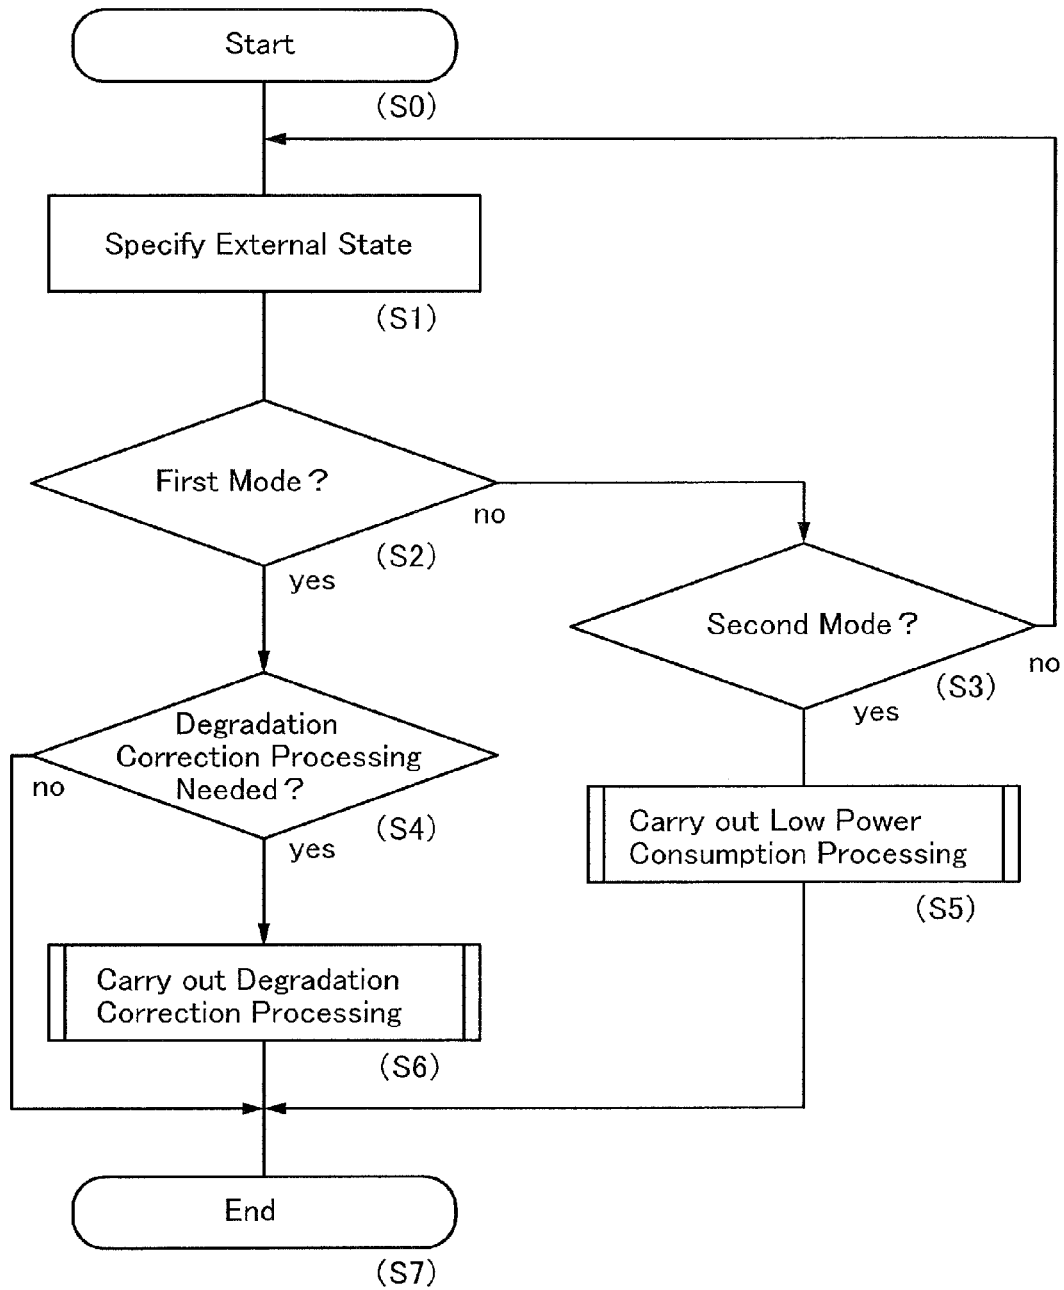 Start
(S0)
Specify External State
(S1)
First Mode?
no
(S2)
yes
Second Mode?
no
(S3)
yes
Degradation
Correction Processing
Needed?
no
(S4)
yes
Carry out Low Power
Consumption Processing
(S5)
Carry out Degradation
Correction Processing
(S6)
End
(S7)